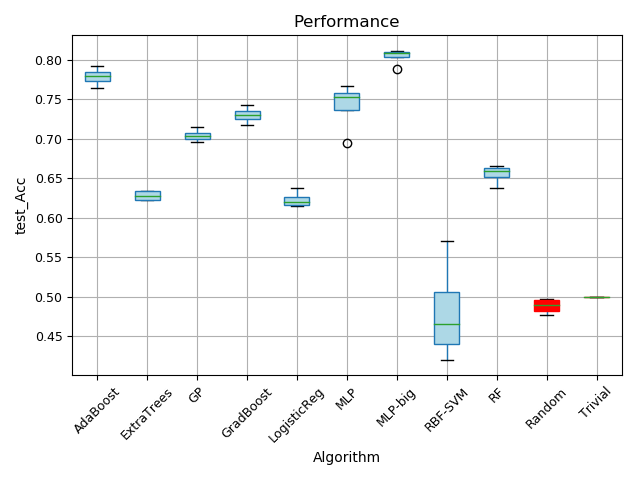 Performance
test_Acc
0.80
0.75
0.70
0.65
0.60
0.55
0.50
0.45
AdaBoost
ExtraTrees
GP
GradBoost
LogisticReg
MLP
MLP-big
RBF-SVM
RF
Random
Trivial
Algorithm